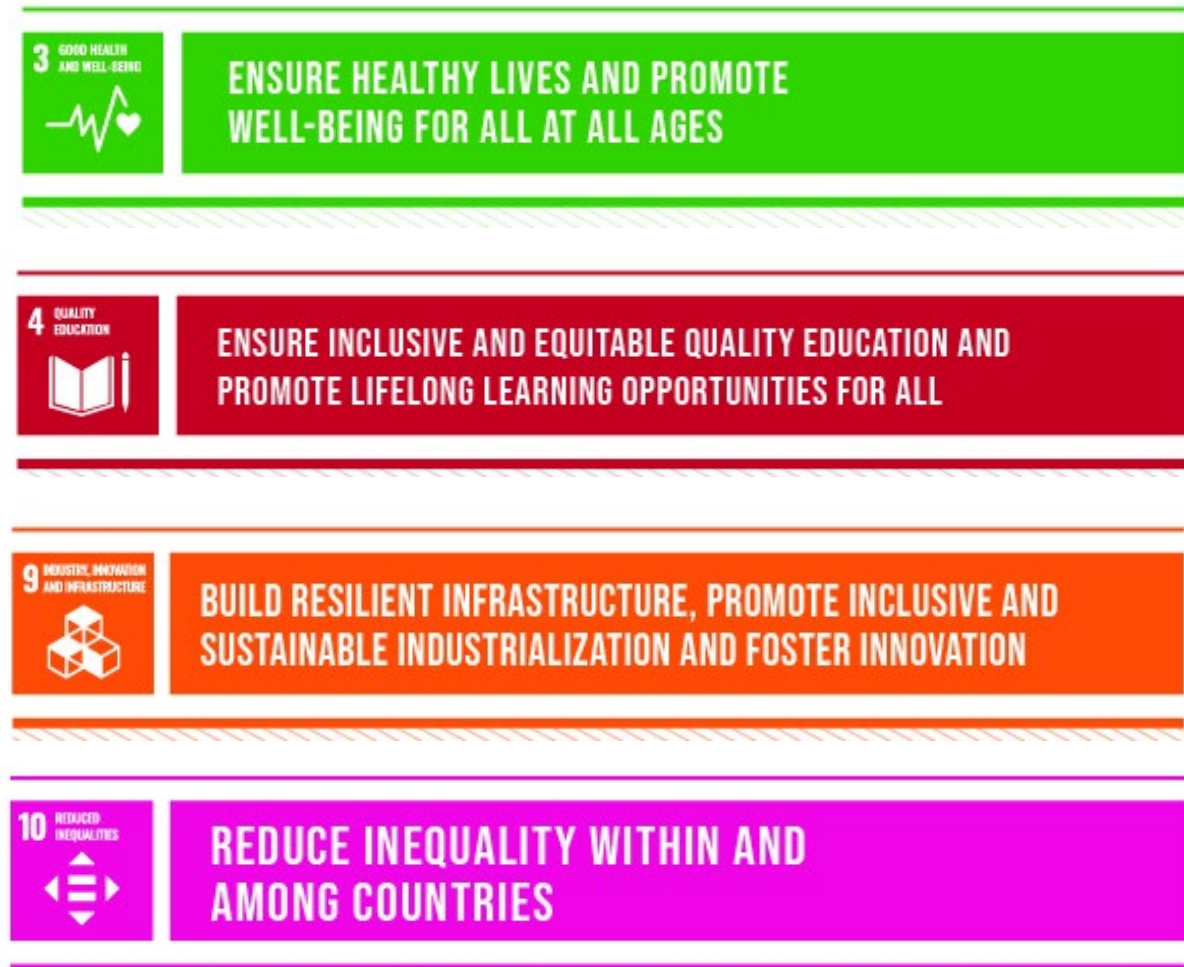 3 GOOD HEALTH
AND WELL-BEING
ENSURE HEALTHY LIVES AND PROMOTE
WELL-BEING FOR ALL AT ALL AGES
4 QUALITY
EDUCATION
ENSURE INCLUSIVE AND EQUITABLE QUALITY EDUCATION AND
PROMOTE LIFELONG LEARNING OPPORTUNITIES FOR ALL
9 INDUSTRY, INNOVATION
AND INFRASTRUCTURE
BUILD RESILIENT INFRASTRUCTURE, PROMOTE INCLUSIVE AND
SUSTAINABLE INDUSTRIALIZATION AND FOSTER INNOVATION
10 REDUCED
INEQUALITIES
REDUCE INEQUALITY WITHIN AND
AMONG COUNTRIES